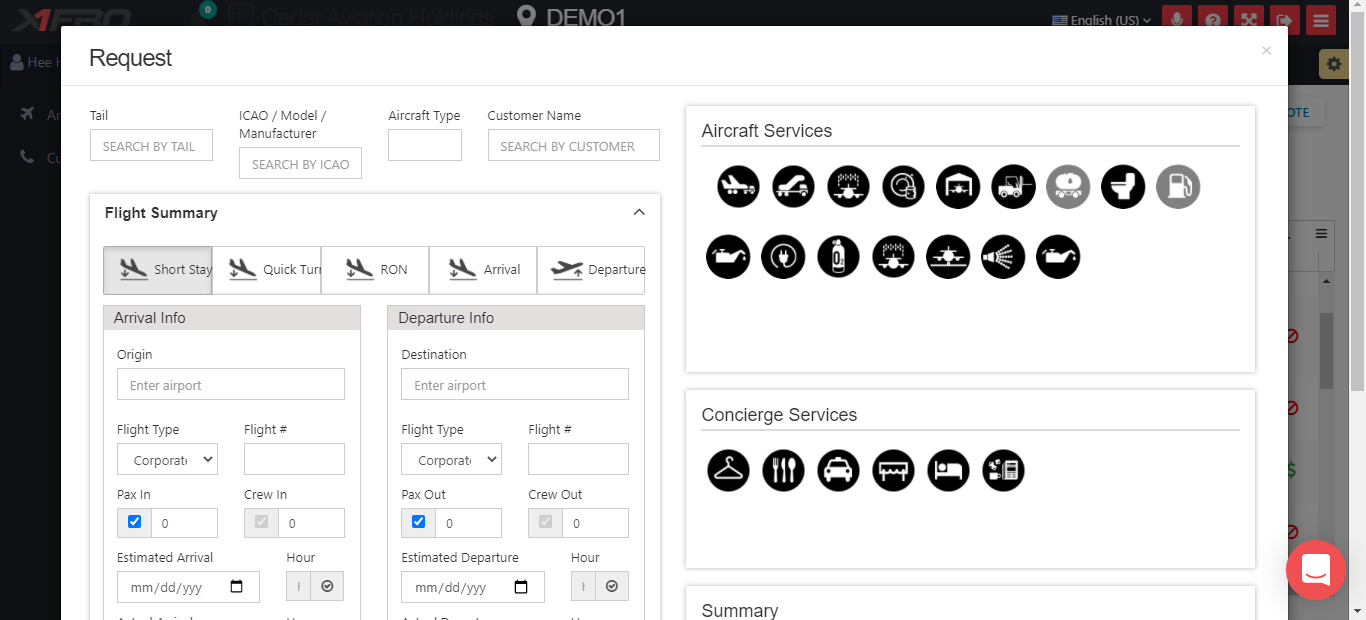 X1FBO
0
Cedar Aviation Holdings
DEMO1
English (US)
Hee H
Request
×
Tail
ICAO / Model /
Manufacturer
Aircraft Type
Customer Name
SEARCH BY TAIL
SEARCH BY ICAO
SEARCH BY CUSTOMER
Flight Summary
Short Stay
Quick Turn
RON
Arrival
Departure
Arrival Info
Origin
Enter airport
Flight Type
Flight #
Corporate
Pax In
Crew In
0
0
Estimated Arrival
Hour
mm/dd/yyy
Departure Info
Destination
Enter airport
Flight Type
Flight #
Corporate
Pax Out
Crew Out
0
0
Estimated Departure
Hour
mm/dd/yyy
Aircraft Services
O2
Concierge Services
Summary
OTE
$